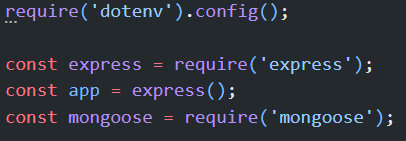 require('dotenv').config();
const express = require('express');
const app = express();
const mongoose = require('mongoose');